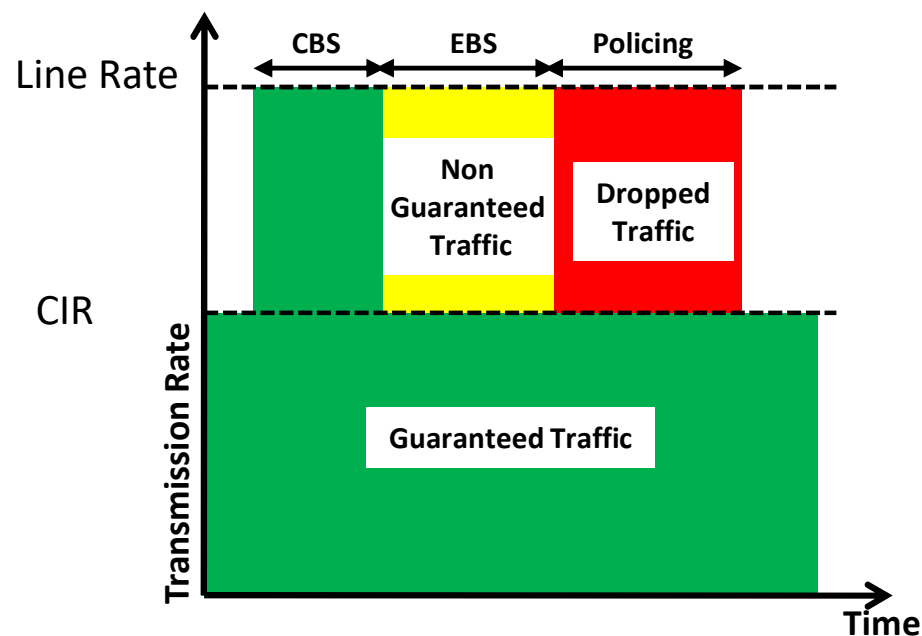 CBS
EBS
Policing
Line Rate
Non
Guaranteed
Traffic
Dropped
Traffic
CIR
Transmission Rate
Guaranteed Traffic
Time